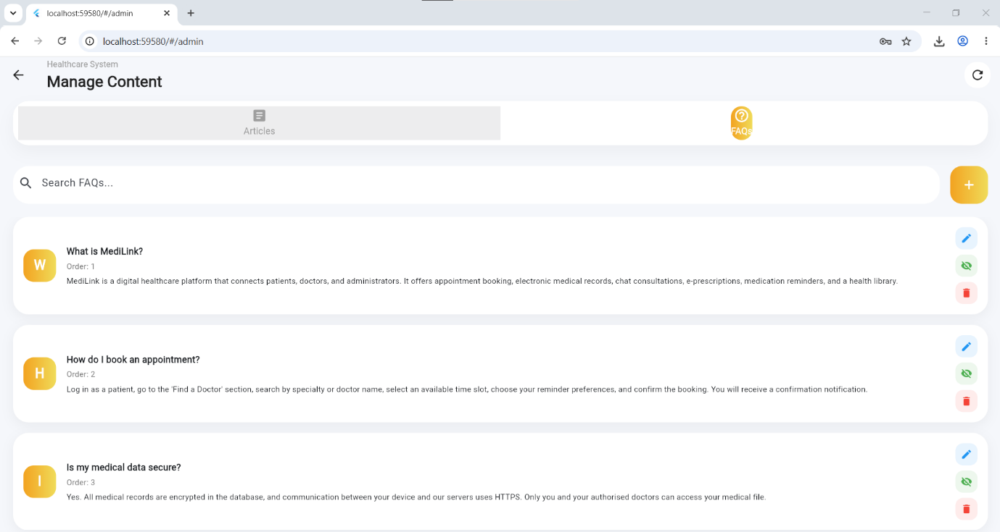 localhost:59580/#/admin
localhost:59580/#/admin
Healthcare System
Manage Content
Articles
FAQs
Search FAQs...
W
What is MediLink?
Order: 1
MediLink is a digital healthcare platform that connects patients, doctors, and administrators. It offers appointment booking, electronic medical records, chat consultations, e-prescriptions, medication reminders, and a health library.
H
How do I book an appointment?
Order: 2
Log in as a patient, go to the 'Find a Doctor' section, search by specialty or doctor name, select an available time slot, choose your reminder preferences, and confirm the booking. You will receive a confirmation notification.
I
Is my medical data secure?
Order: 3
Yes. All medical records are encrypted in the database, and communication between your device and our servers uses HTTPS. Only you and your authorised doctors can access your medical file.